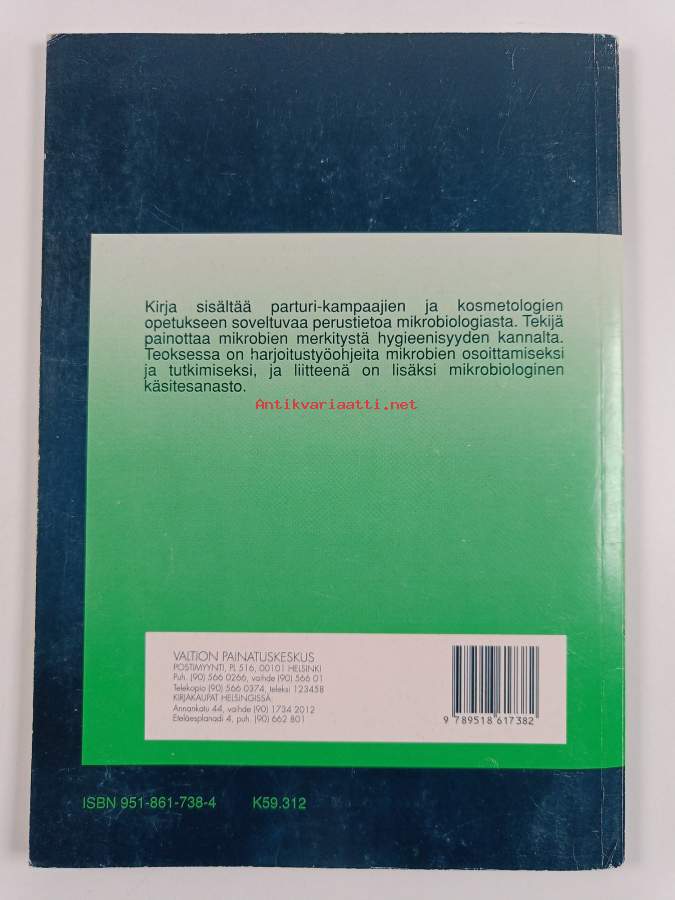 Kirja sisältää parturi-kampaajien ja kosmetologien
opetukseen soveltuvaa perustietoa mikrobiologiasta. Tekijä
painottaa mikrobien merkitystä hygieenisyyden kannalta.
Teoksessa on harjoitustyöohjeita mikrobien osoittamiseksi
ja tutkimiseksi, ja liitteenä on lisäksi mikrobiologinen
käsitesanasto.
Antikvariaatti.net
VALTION PAINATUSKESKUS
POSTIMYYNTI, PL 516, 00101 HELSINKI
Puh. (90) 566 0266, vaihde (90) 566 01
Telekopio (90) 566 0374, teleksi 123458
KIRJAKAUPAT HELSINGISSÄ:
Annankatu 44, vaihde (90) 1734 2012
Eteläesplanadi 4, puh. (90) 662 801
9 789518 617382
ISBN 951-861-738-4 K59.312